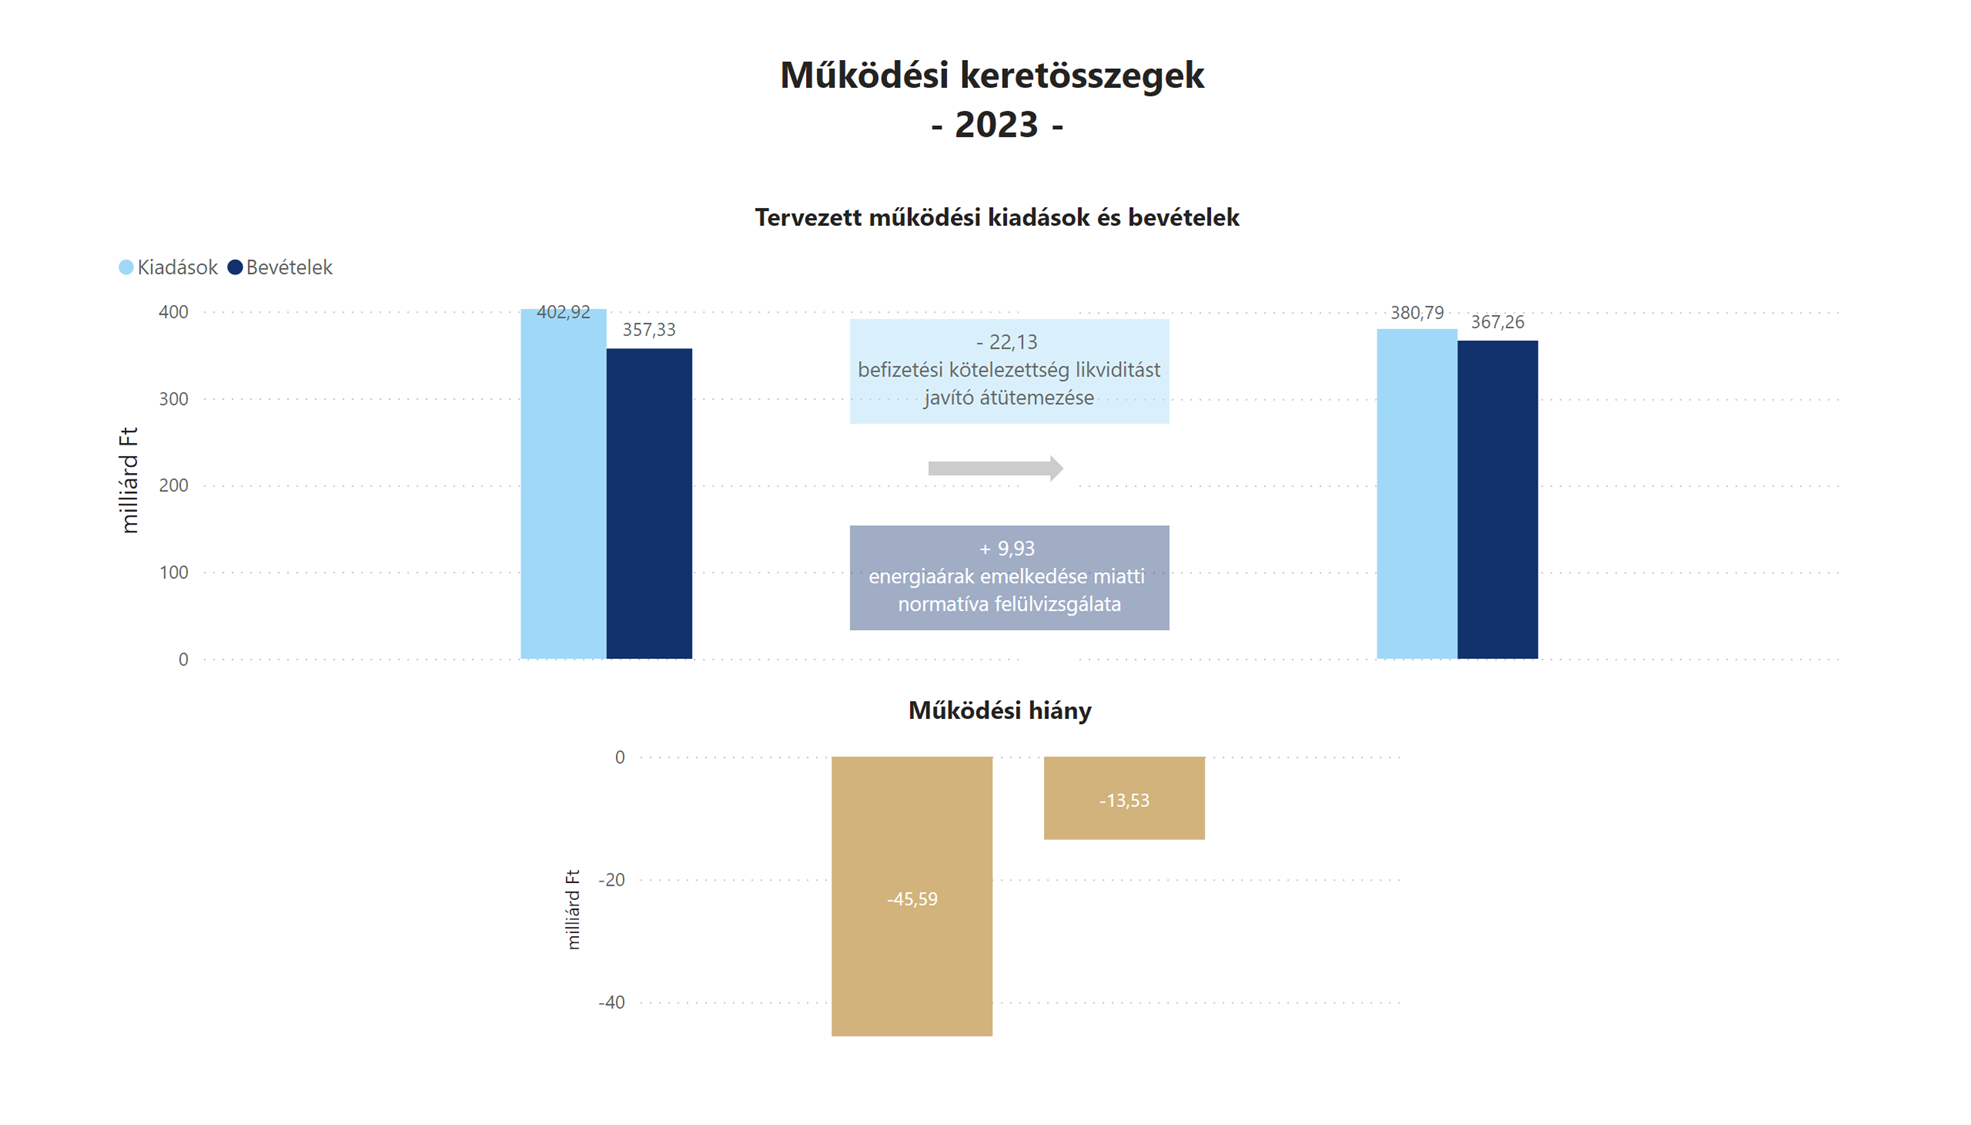 Működési keretösszegek
- 2023 -
Tervezett működési kiadások és bevételek
Kiadások Bevételek
milliárd Ft
400
300
200
100
0
402,92
357,33
- 22,13
befizetési kötelezettség likviditást
javító átütemezése
+ 9,93
energiaárak emelkedése miatti
normatíva felülvizsgálata
380,79
367,26
Működési hiány
milliárd Ft
0
-20
-40
-45,59
-13,53